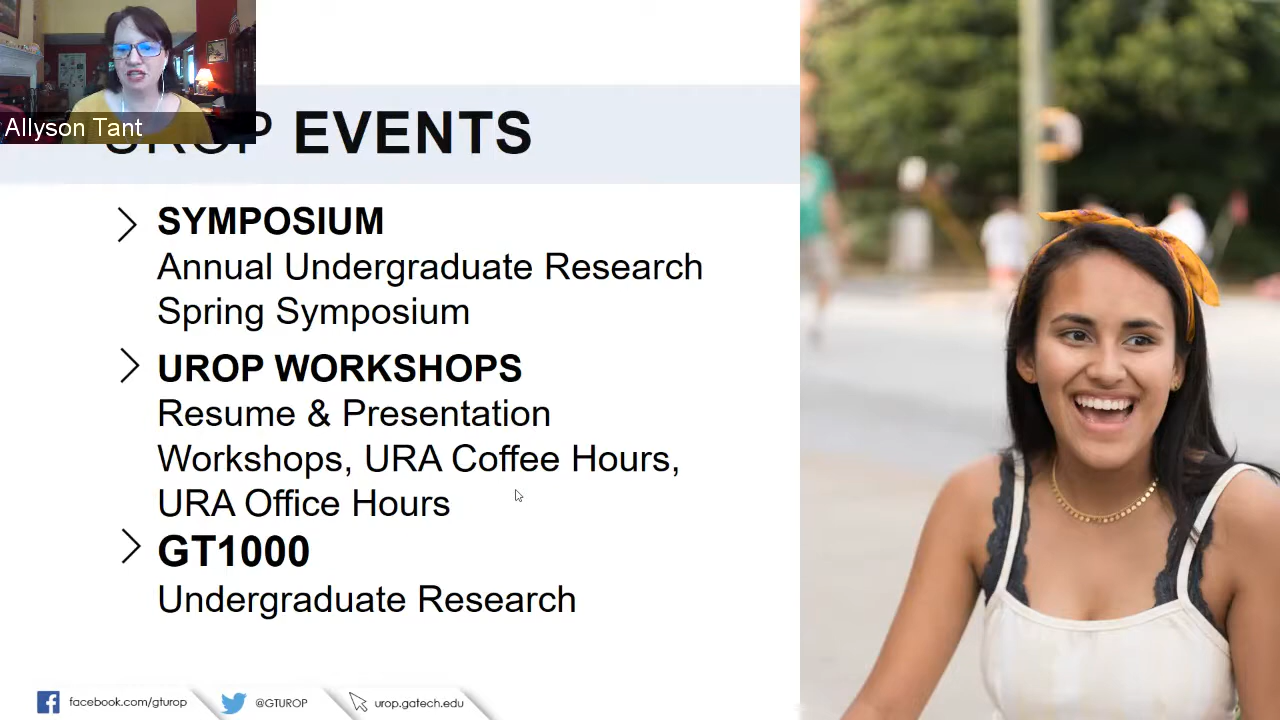 Allyson Tant
UROP EVENTS
SYMPOSIUM
Annual Undergraduate Research
Spring Symposium
UROP WORKSHOPS
Resume & Presentation
Workshops, URA Coffee Hours,
URA Office Hours
GT1000
Undergraduate Research
facebook.com/gturop
@GTUROP
urop.gatech.edu